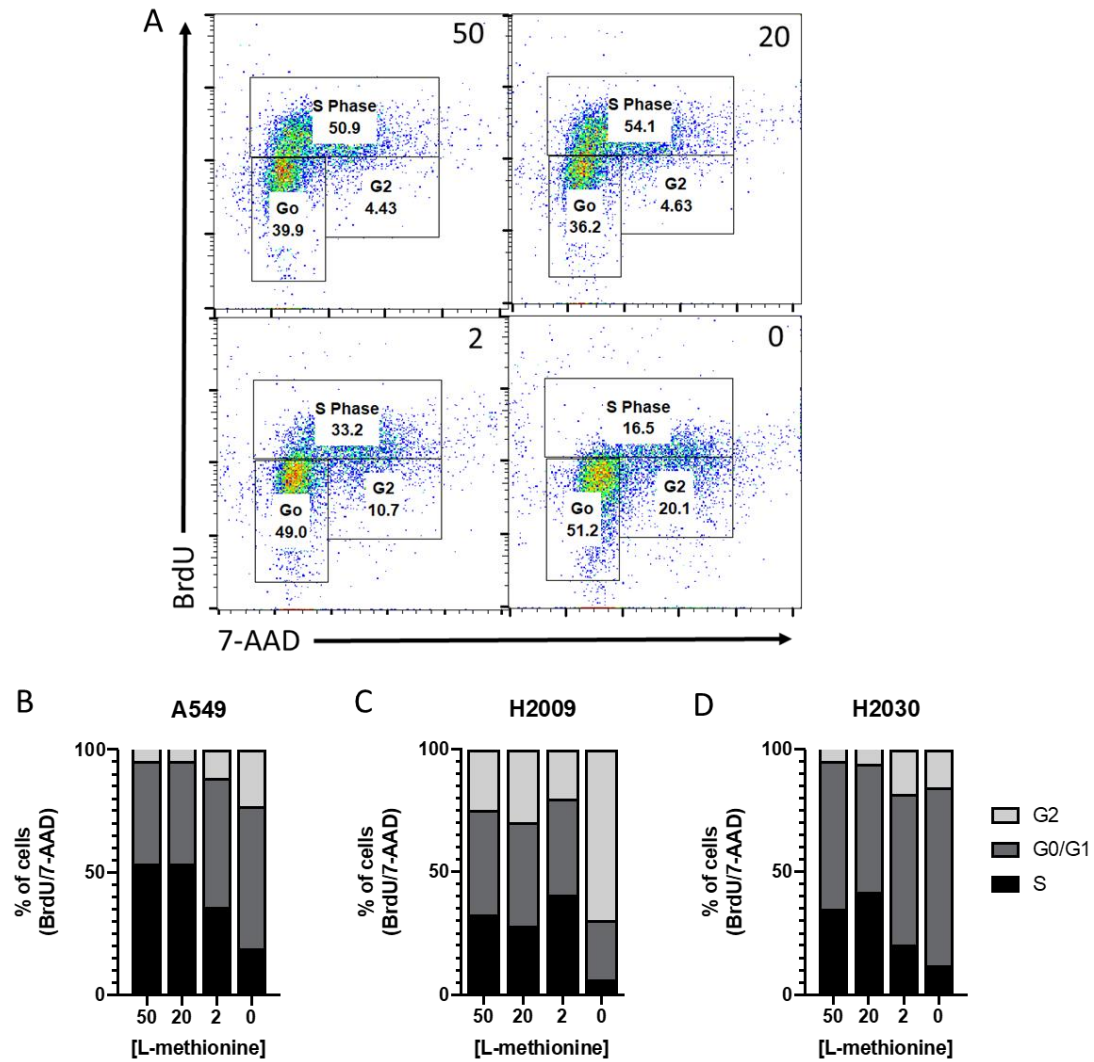 A
50
S Phase
50.9
G2
4.43
Go
39.9
20
S Phase
54.1
G2
4.63
Go
36.2
2
S Phase
33.2
G2
10.7
Go
49.0
0
S Phase
16.5
G2
20.1
Go
51.2
BrdU
7-AAD
B
A549
% of cells
(BrdU/7-AAD)
100
50
0
50 20 2 0
[L-methionine]
C
H2009
% of cells
(BrdU/7-AAD)
100
50
0
50 20 2 0
[L-methionine]
D
H2030
% of cells
(BrdU/7-AAD)
100
50
0
50 20 2 0
[L-methionine]
G2
G0/G1
S